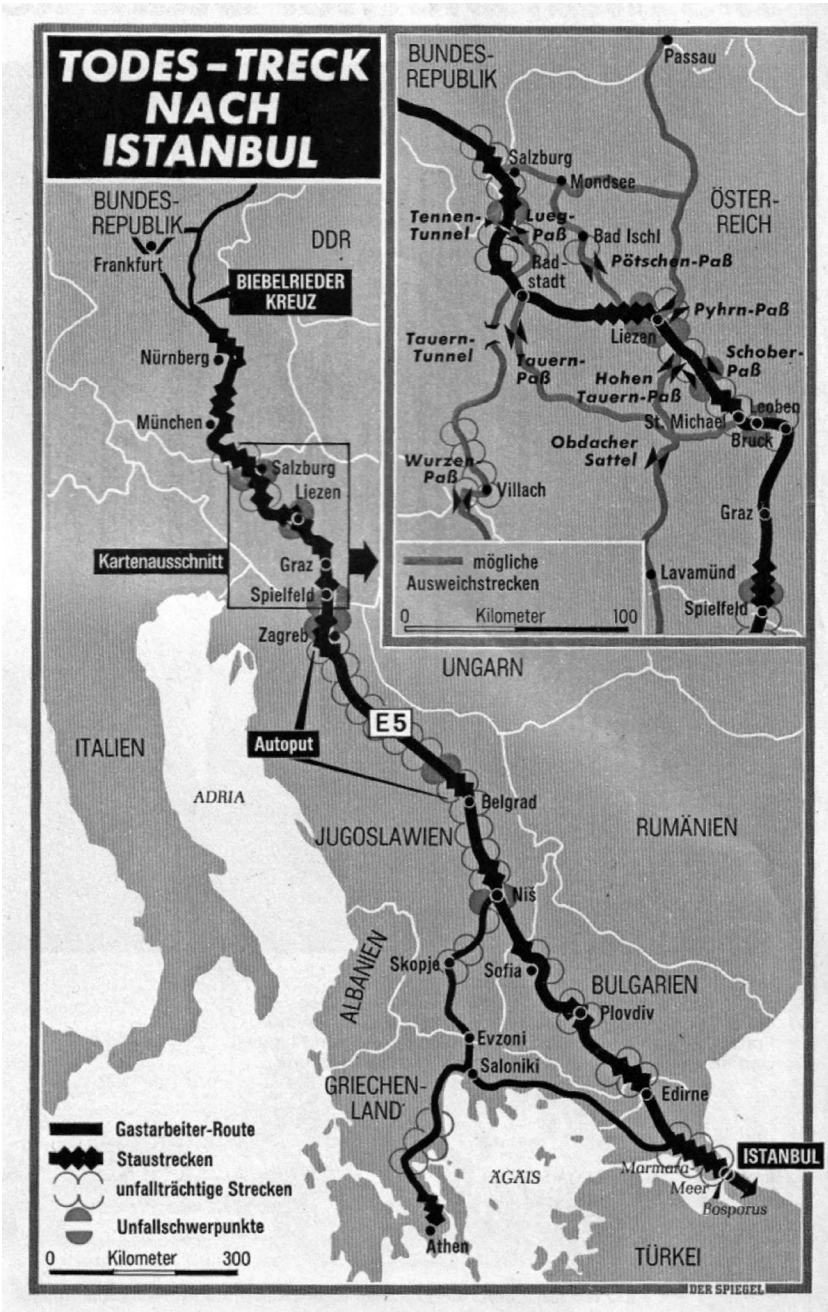 TODES-TRECK
NACH
ISTANBUL
BUNDES-
REPUBLIK
Frankfurt
DDR
BIEBELRIEDER
KREUZ
Nürnberg
München
Salzburg
Liezen
Kartenausschnitt
Graz
Spielfeld
Zagreb
UNGARN
E5
ITALIEN
Autoput
ADRIA
Belgrad
JUGOSLAWIEN
RUMÄNIEN
Niš
ALBANIEN
Skopje
Sofia
BULGARIEN
Plovdiv
Evzoni
Saloniki
GRIECHEN-
LAND
Edirne
ISTANBUL
Marmara-
Meer
Bosporus
ÄGÄIS
Athen
TÜRKEI
Gastarbeiter-Route
Staustrecken
unfallträchtige Strecken
Unfallschwerpunkte
0 Kilometer 300
BUNDES-
REPUBLIK
Passau
Salzburg
Mondsee
ÖSTER-
REICH
Tennen-
Tunnel
Lueg-
Paß
Bad Ischl
Pötschen-Paß
Rad-
stadt
Pyhrn-Paß
Liezen
Tauern-
Tunnel
Tauern-
Paß
Schober-
Paß
Hohen
Tauern-Paß
Leoben
St. Michael
Bruck
Obdacher
Sattel
Wurzen-
Paß
Villach
Graz
mögliche
Ausweichstrecken
Lavamünd
Spielfeld
0 Kilometer 100
DER SPIEGEL